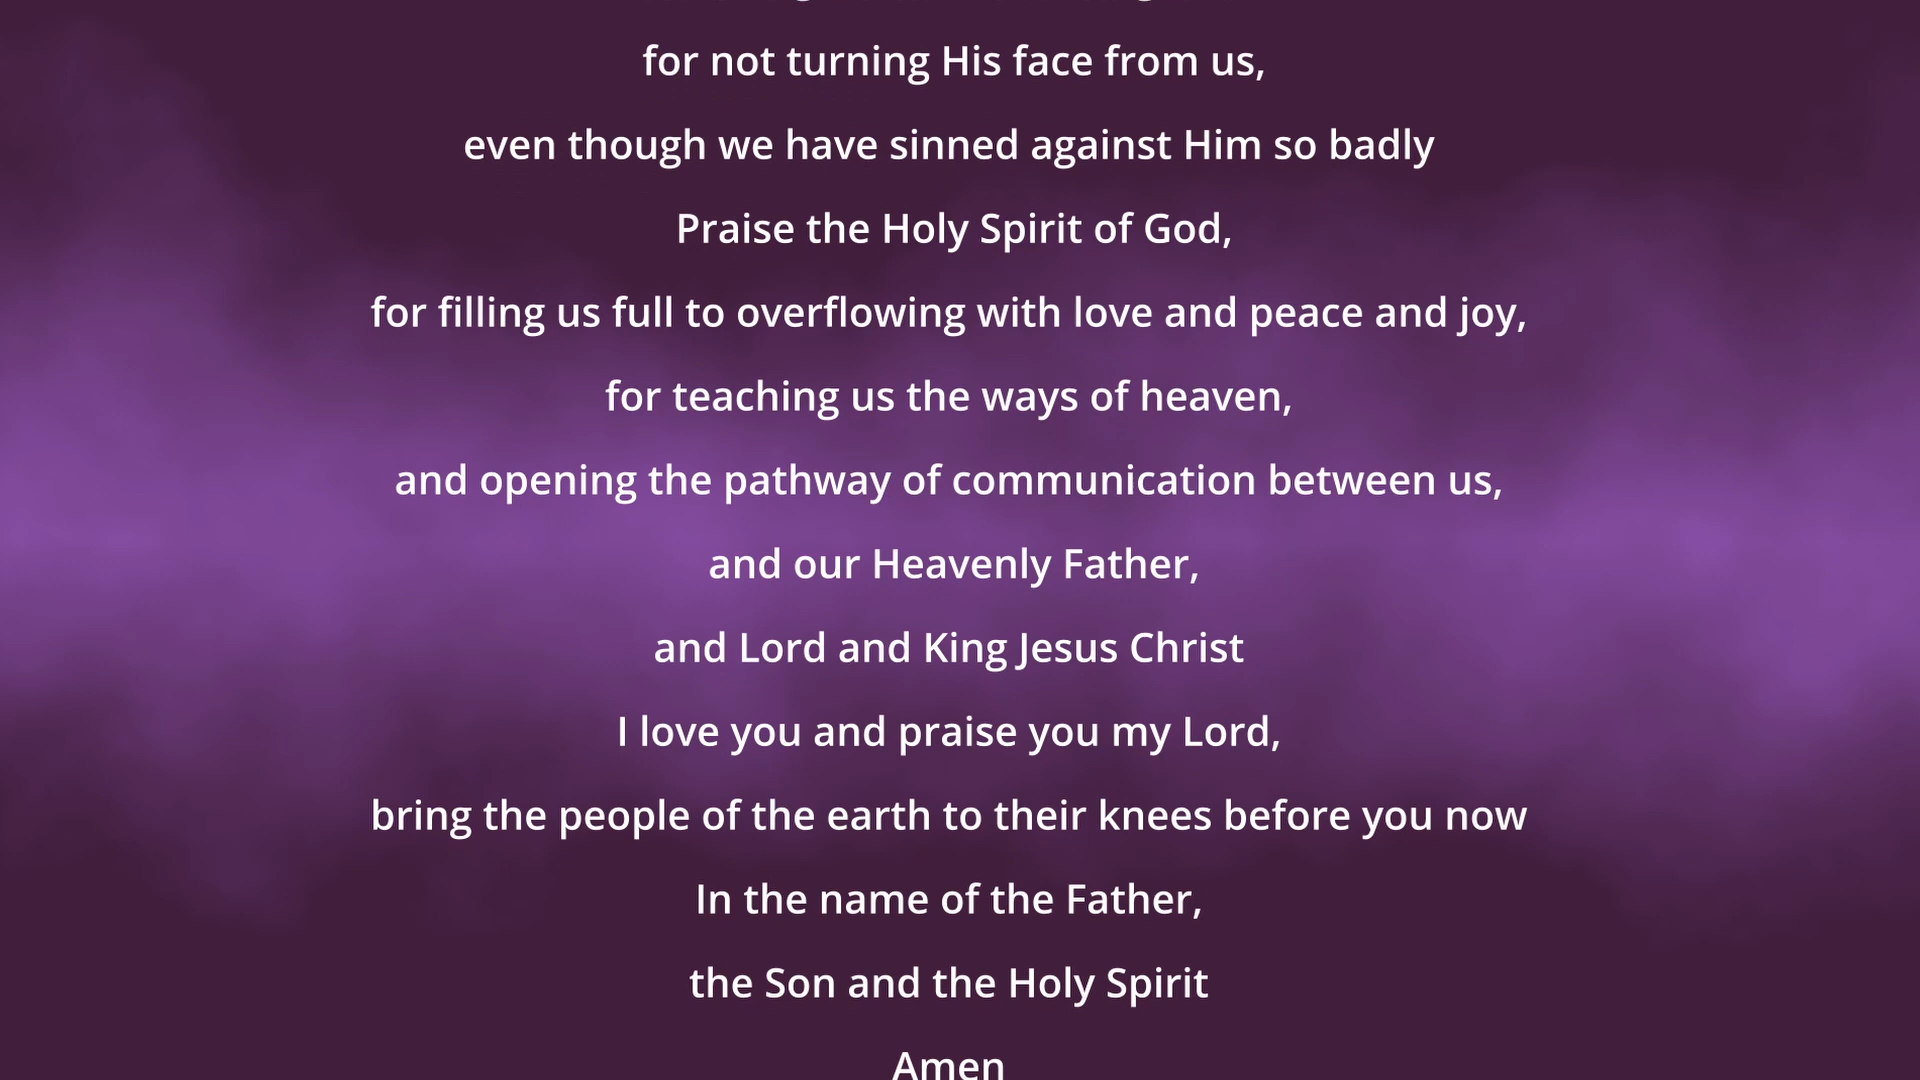 for not turning His face from us,
even though we have sinned against Him so badly
Praise the Holy Spirit of God,
for filling us full to overflowing with love and peace and joy,
for teaching us the ways of heaven,
and opening the pathway of communication between us,
and our Heavenly Father,
and Lord and King Jesus Christ
I love you and praise you my Lord,
bring the people of the earth to their knees before you now
In the name of the Father,
the Son and the Holy Spirit
Amen